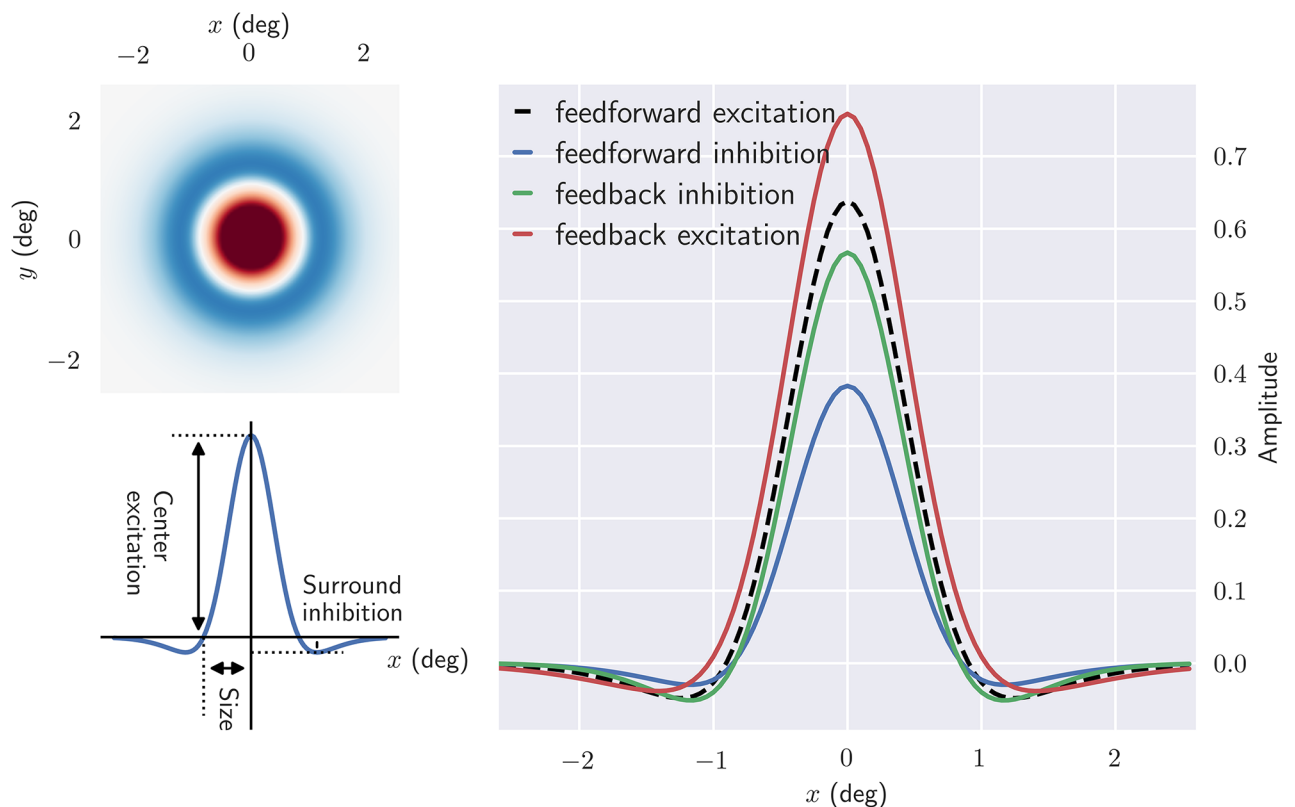 x (deg)
−2 0 2
2
0
−2
y (deg)
Center
excitation
Surround
inhibition
x (deg)
Size
feedforward excitation
feedforward inhibition
feedback inhibition
feedback excitation
0.7
0.6
0.5
0.4
0.3
0.2
0.1
0.0
Amplitude
−2 −1 0 1 2
x (deg)